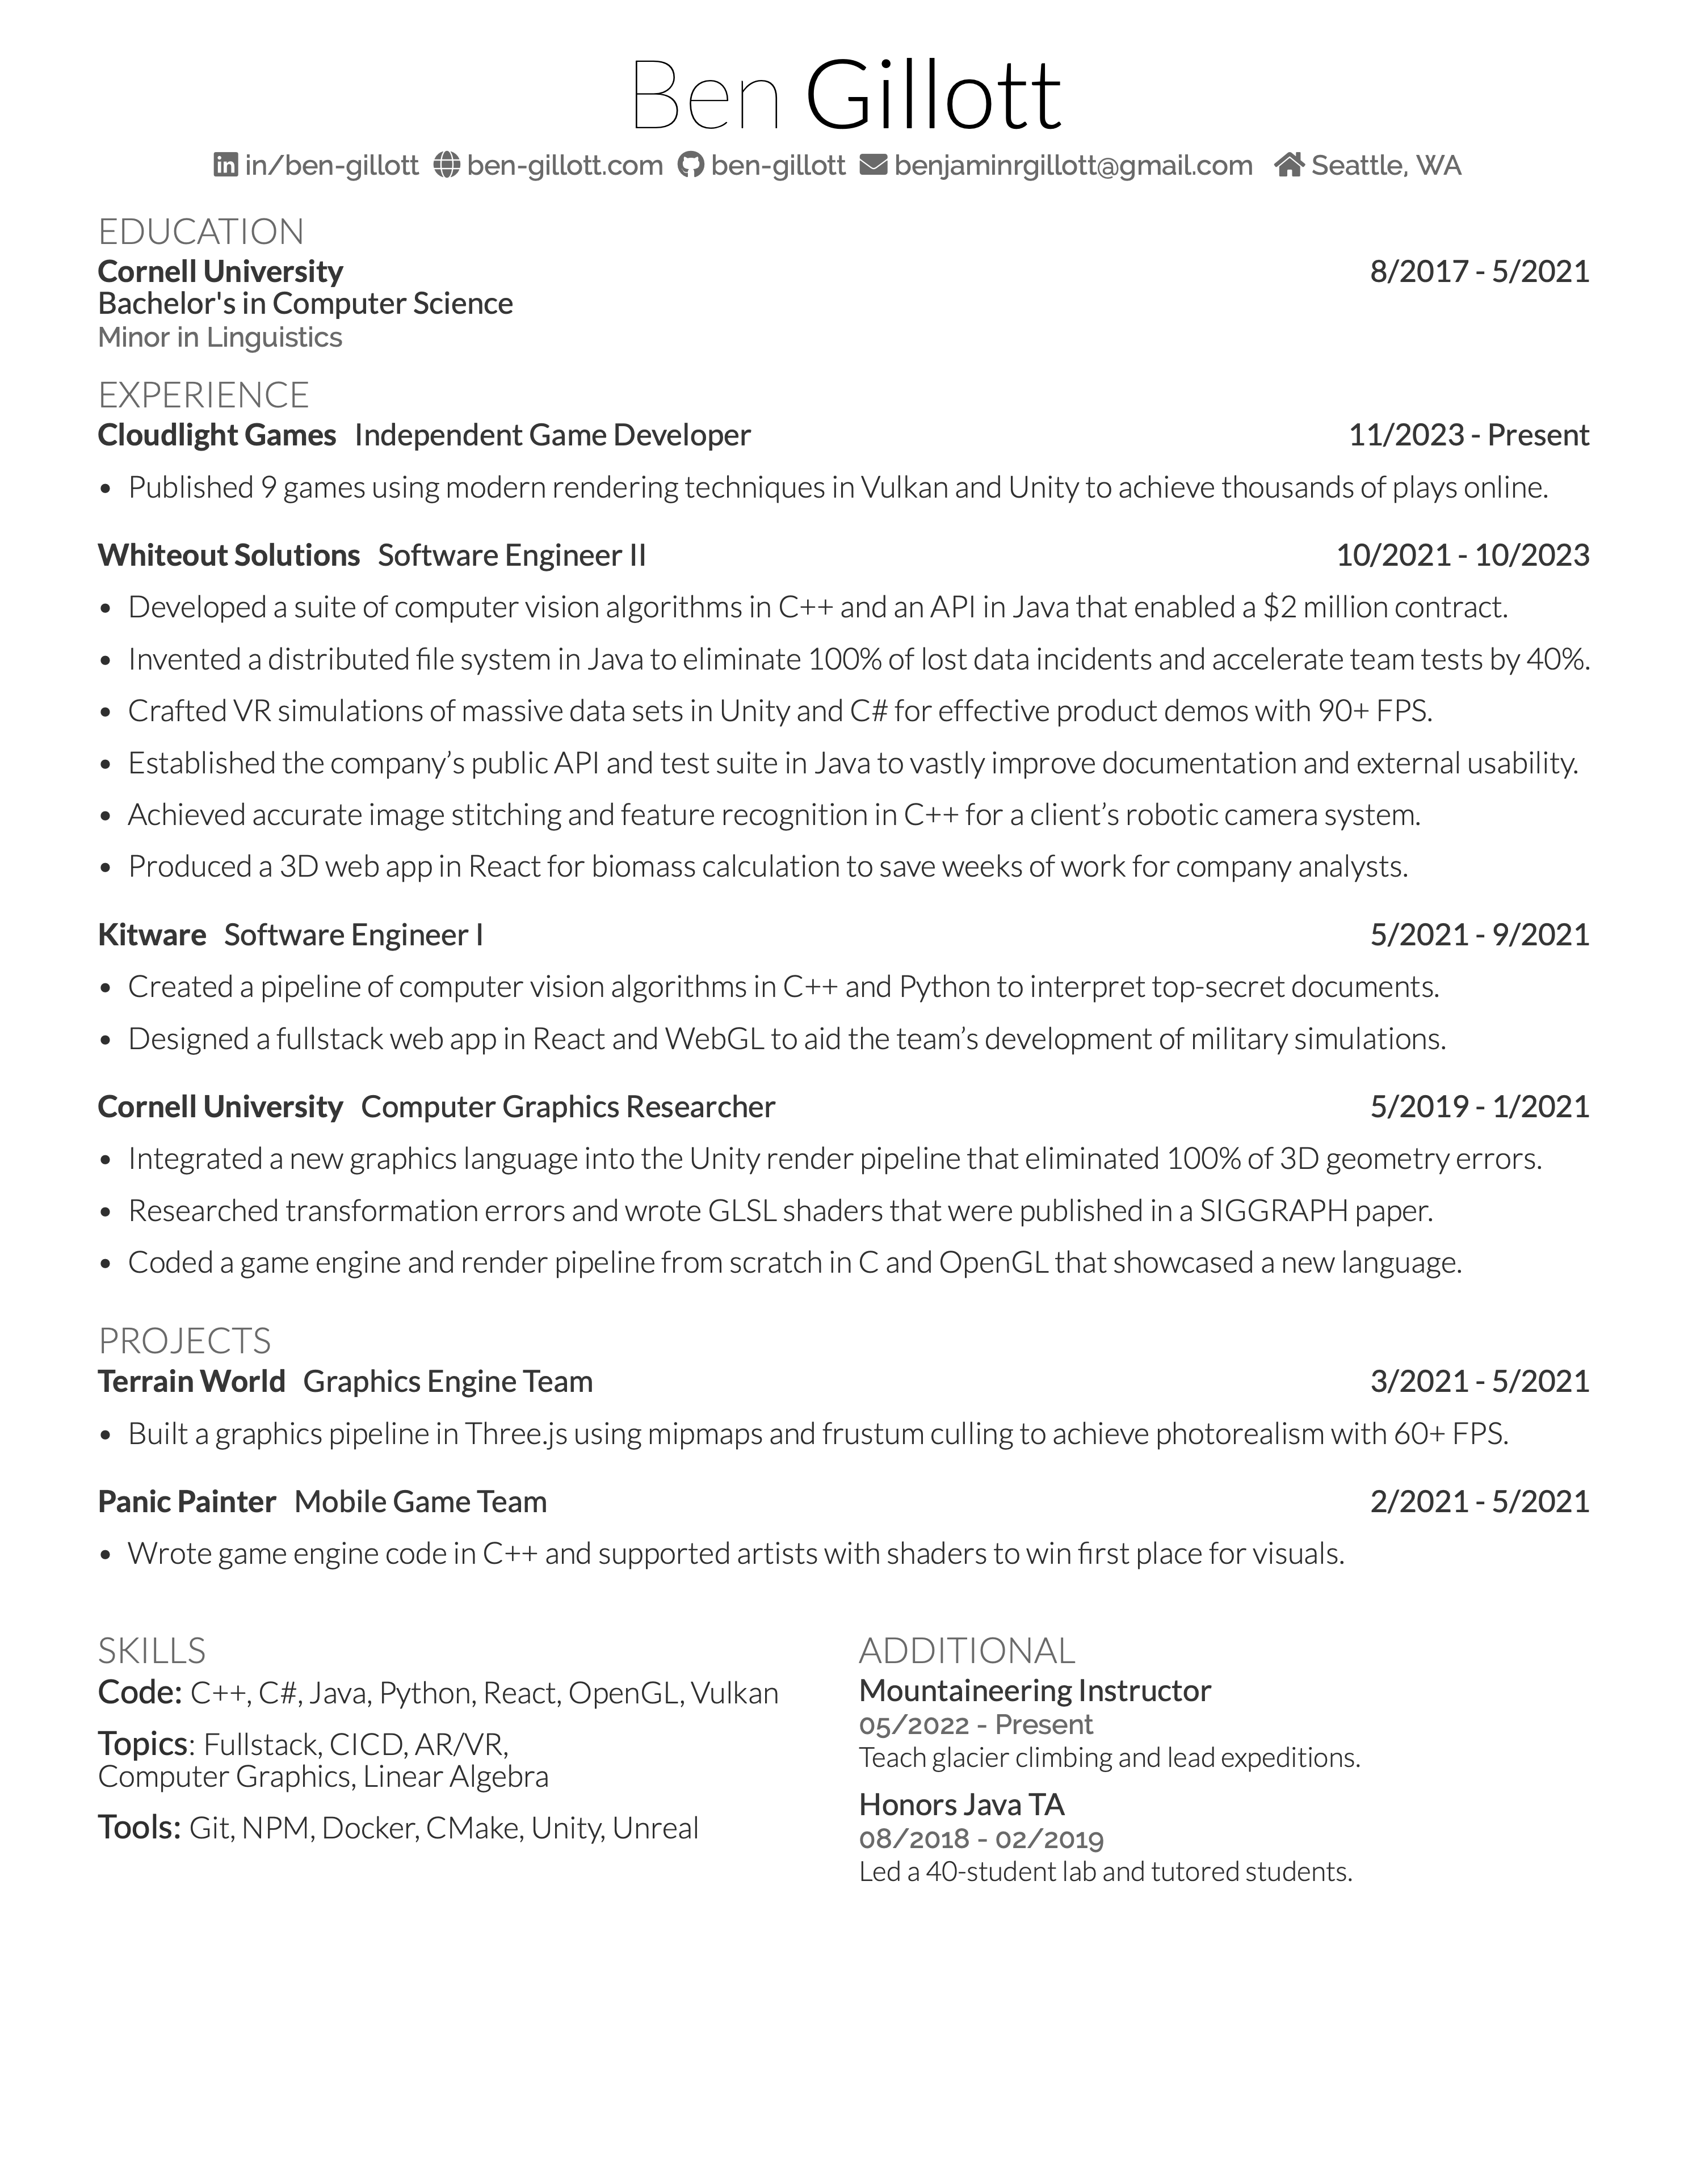 Ben Gillott
in/ben-gillott ben-gillott.com ben-gillott benjaminrgillott@gmail.com Seattle, WA
EDUCATION
Cornell University 8/2017 - 5/2021
Bachelor's in Computer Science
Minor in Linguistics
EXPERIENCE
Cloudlight Games Independent Game Developer 11/2023 - Present
• Published 9 games using modern rendering techniques in Vulkan and Unity to achieve thousands of plays online.
Whiteout Solutions Software Engineer II 10/2021 - 10/2023
• Developed a suite of computer vision algorithms in C++ and an API in Java that enabled a $2 million contract.
• Invented a distributed file system in Java to eliminate 100% of lost data incidents and accelerate team tests by 40%.
• Crafted VR simulations of massive data sets in Unity and C# for effective product demos with 90+ FPS.
• Established the company’s public API and test suite in Java to vastly improve documentation and external usability.
• Achieved accurate image stitching and feature recognition in C++ for a client’s robotic camera system.
• Produced a 3D web app in React for biomass calculation to save weeks of work for company analysts.
Kitware Software Engineer I 5/2021 - 9/2021
• Created a pipeline of computer vision algorithms in C++ and Python to interpret top-secret documents.
• Designed a fullstack web app in React and WebGL to aid the team’s development of military simulations.
Cornell University Computer Graphics Researcher 5/2019 - 1/2021
• Integrated a new graphics language into the Unity render pipeline that eliminated 100% of 3D geometry errors.
• Researched transformation errors and wrote GLSL shaders that were published in a SIGGRAPH paper.
• Coded a game engine and render pipeline from scratch in C and OpenGL that showcased a new language.
PROJECTS
Terrain World Graphics Engine Team 3/2021 - 5/2021
• Built a graphics pipeline in Three.js using mipmaps and frustum culling to achieve photorealism with 60+ FPS.
Panic Painter Mobile Game Team 2/2021 - 5/2021
• Wrote game engine code in C++ and supported artists with shaders to win first place for visuals.
SKILLS
Code: C++, C#, Java, Python, React, OpenGL, Vulkan
Topics: Fullstack, CICD, AR/VR,
Computer Graphics, Linear Algebra
Tools: Git, NPM, Docker, CMake, Unity, Unreal
ADDITIONAL
Mountaineering Instructor
05/2022 - Present
Teach glacier climbing and lead expeditions.
Honors Java TA
08/2018 - 02/2019
Led a 40-student lab and tutored students.